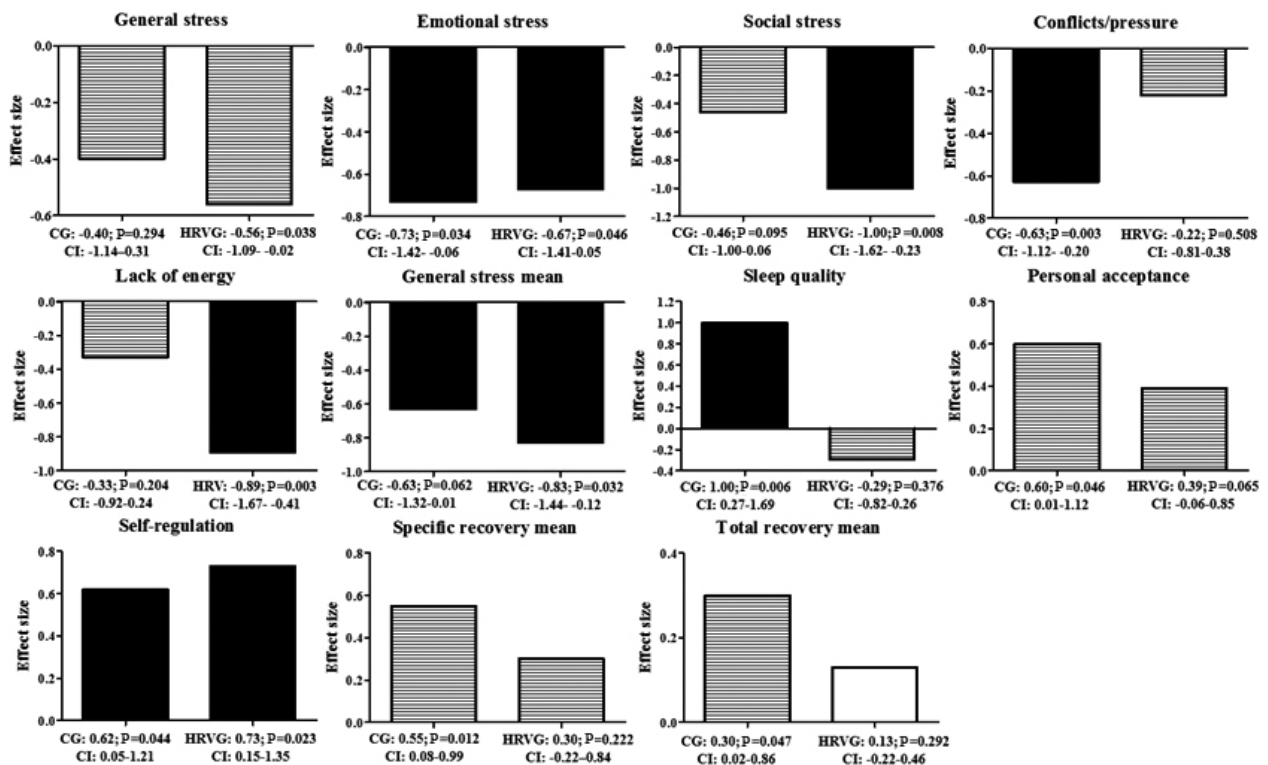 General stress
Effect size
0.0
-0.2
-0.4
-0.6
CG: -0.40; P=0.294
CI: -1.14–0.31
HRVG: -0.56; P=0.038
CI: -1.09- -0.02
Emotional stress
Effect size
0.0
-0.2
-0.4
-0.6
-0.8
CG: -0.73; P=0.034
CI: -1.42- -0.06
HRVG: -0.67; P=0.046
CI: -1.41-0.05
Social stress
Effect size
0.0
-0.2
-0.4
-0.6
-0.8
-1.0
-1.2
CG: -0.46; P=0.095
CI: -1.00-0.06
HRVG: -1.00; P=0.008
CI: -1.62- -0.23
Conflicts/pressure
Effect size
0.0
-0.2
-0.4
-0.6
-0.8
CG: -0.63; P=0.003
CI: -1.12- -0.20
HRVG: -0.22; P=0.508
CI: -0.81-0.38
Lack of energy
Effect size
0.0
-0.2
-0.4
-0.6
-0.8
-1.0
CG: -0.33; P=0.204
CI: -0.92-0.24
HRV: -0.89; P=0.003
CI: -1.67- -0.41
General stress mean
Effect size
0.0
-0.2
-0.4
-0.6
-0.8
-1.0
CG: -0.63; P=0.062
CI: -1.32-0.01
HRVG: -0.83; P=0.032
CI: -1.44- -0.12
Sleep quality
Effect size
1.2
1.0
0.8
0.6
0.4
0.2
0.0
-0.2
-0.4
CG: 1.00; P=0.006
CI: 0.27-1.69
HRVG: -0.29; P=0.376
CI: -0.82-0.26
Personal acceptance
Effect size
0.8
0.6
0.4
0.2
0.0
CG: 0.60; P=0.046
CI: 0.01-1.12
HRVG: 0.39; P=0.065
CI: -0.06-0.85
Self-regulation
Effect size
0.8
0.6
0.4
0.2
0.0
CG: 0.62; P=0.044
CI: 0.05-1.21
HRVG: 0.73; P=0.023
CI: 0.15-1.35
Specific recovery mean
Effect size
0.8
0.6
0.4
0.2
0.0
CG: 0.55; P=0.012
CI: 0.08-0.99
HRVG: 0.30; P=0.222
CI: -0.22–0.84
Total recovery mean
Effect size
0.4
0.2
0.0
CG: 0.30; P=0.047
CI: 0.02-0.86
HRVG: 0.13; P=0.292
CI: -0.22-0.46